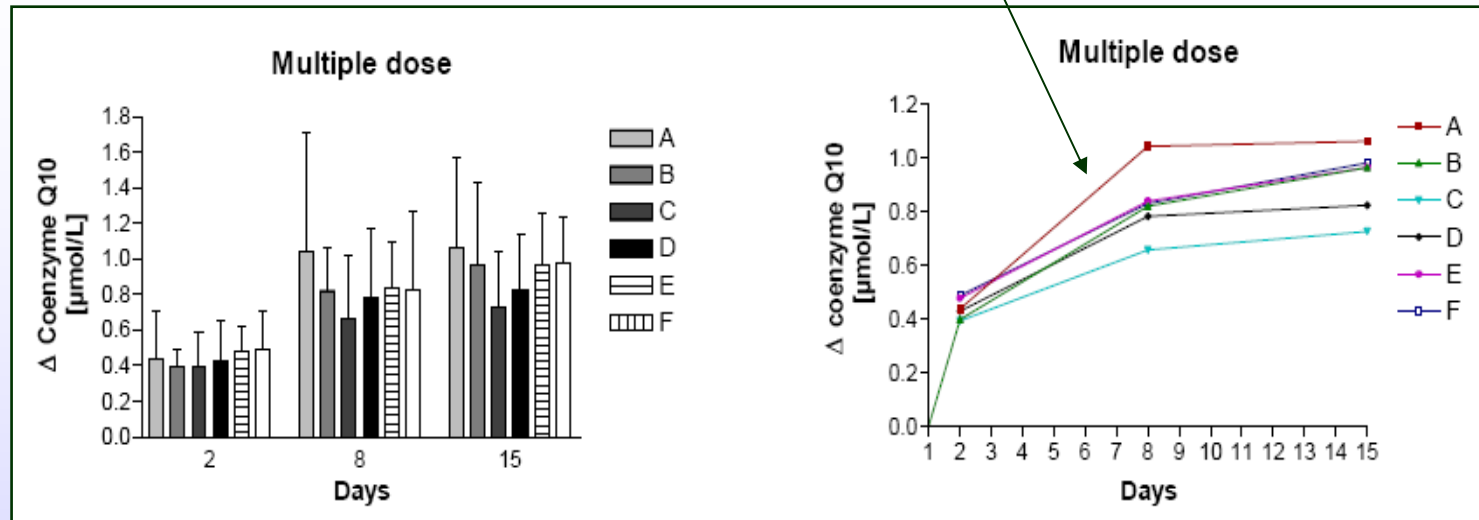 Multiple dose
Δ Coenzyme Q10
[µmol/L]
1.8
1.6
1.4
1.2
1.0
0.8
0.6
0.4
0.2
0.0
2 8 15
Days
A
B
C
D
E
F
Multiple dose
Δ coenzyme Q10
[µmol/L]
1.2
1.0
0.8
0.6
0.4
0.2
0.0
1 2 3 4 5 6 7 8 9 10 11 12 13 14 15
Days
A
B
C
D
E
F